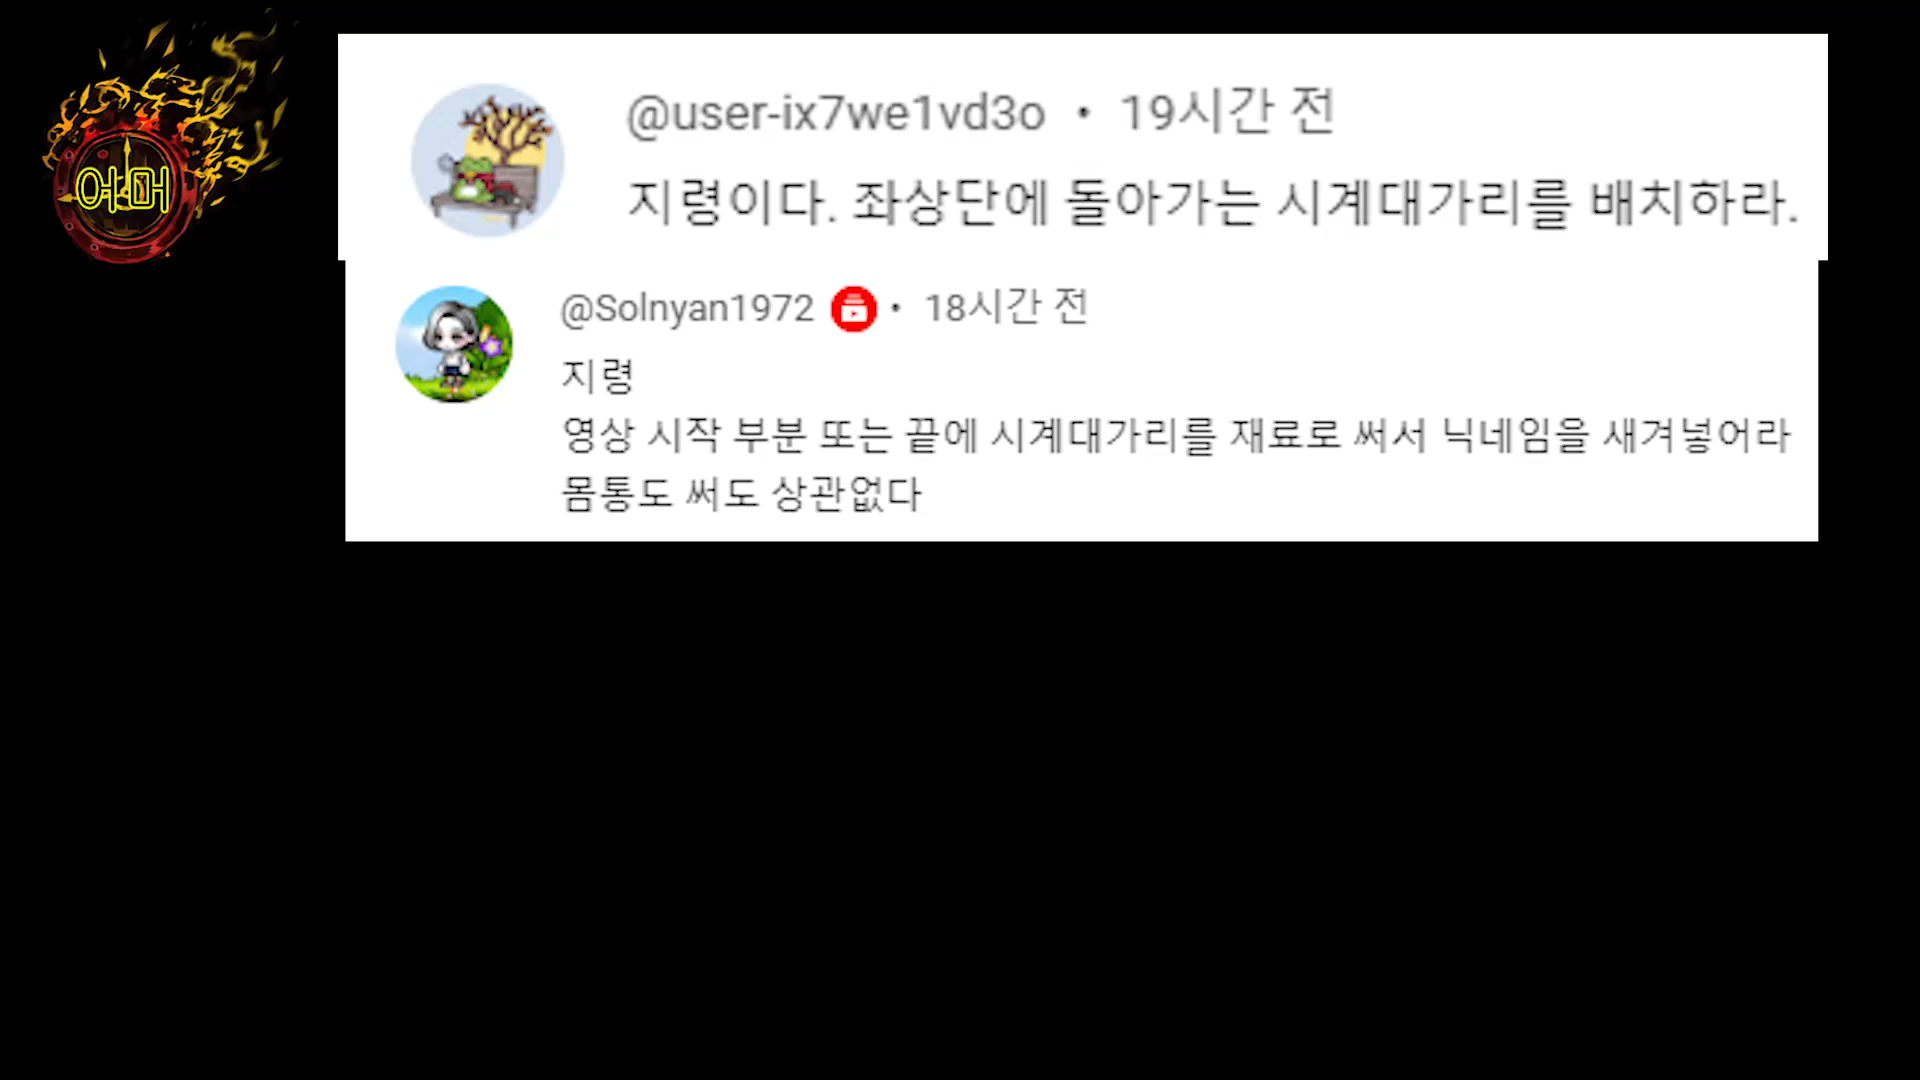 어머
@user-ix7we1vd3o • 19시간 전
지령이다. 좌상단에 돌아가는 시계대가리를 배치하라.
@Solnyan1972 • 18시간 전
지령
영상 시작 부분 또는 끝에 시계대가리를 재료로 써서 닉네임을 새겨넣어라
몸통도 써도 상관없다